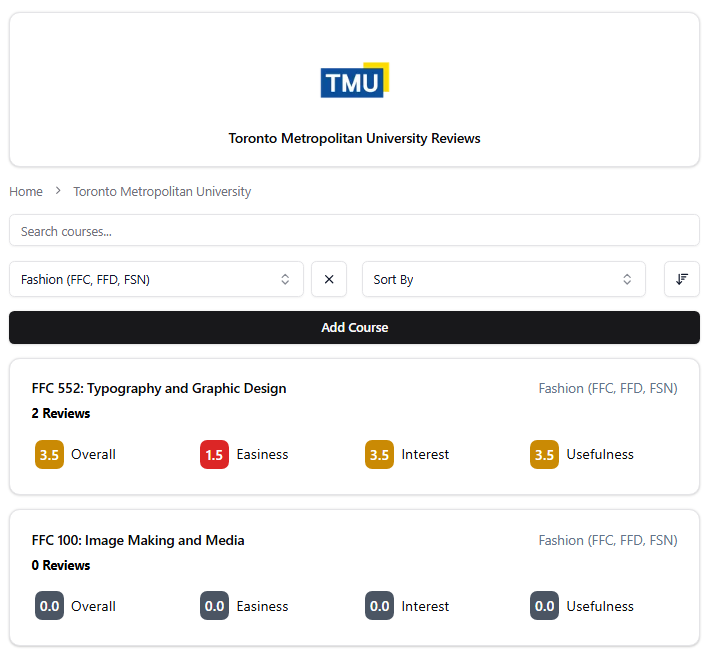 TMU
Toronto Metropolitan University Reviews
Home > Toronto Metropolitan University
Search courses...
Fashion (FFC, FFD, FSN) Sort By
Add Course
FFC 552: Typography and Graphic Design Fashion (FFC, FFD, FSN)
2 Reviews
3.5 Overall 1.5 Easiness 3.5 Interest 3.5 Usefulness
FFC 100: Image Making and Media Fashion (FFC, FFD, FSN)
0 Reviews
0.0 Overall 0.0 Easiness 0.0 Interest 0.0 Usefulness